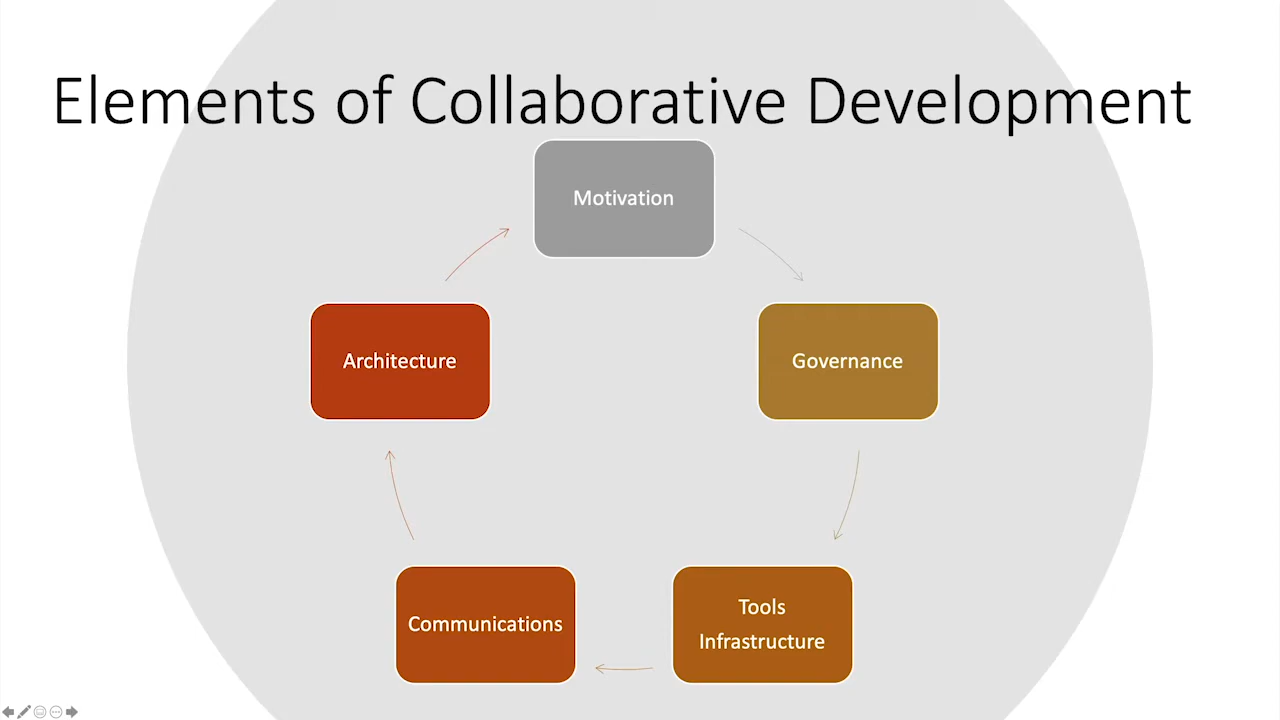 Elements of Collaborative Development
Motivation
Architecture
Governance
Communications
Tools
Infrastructure